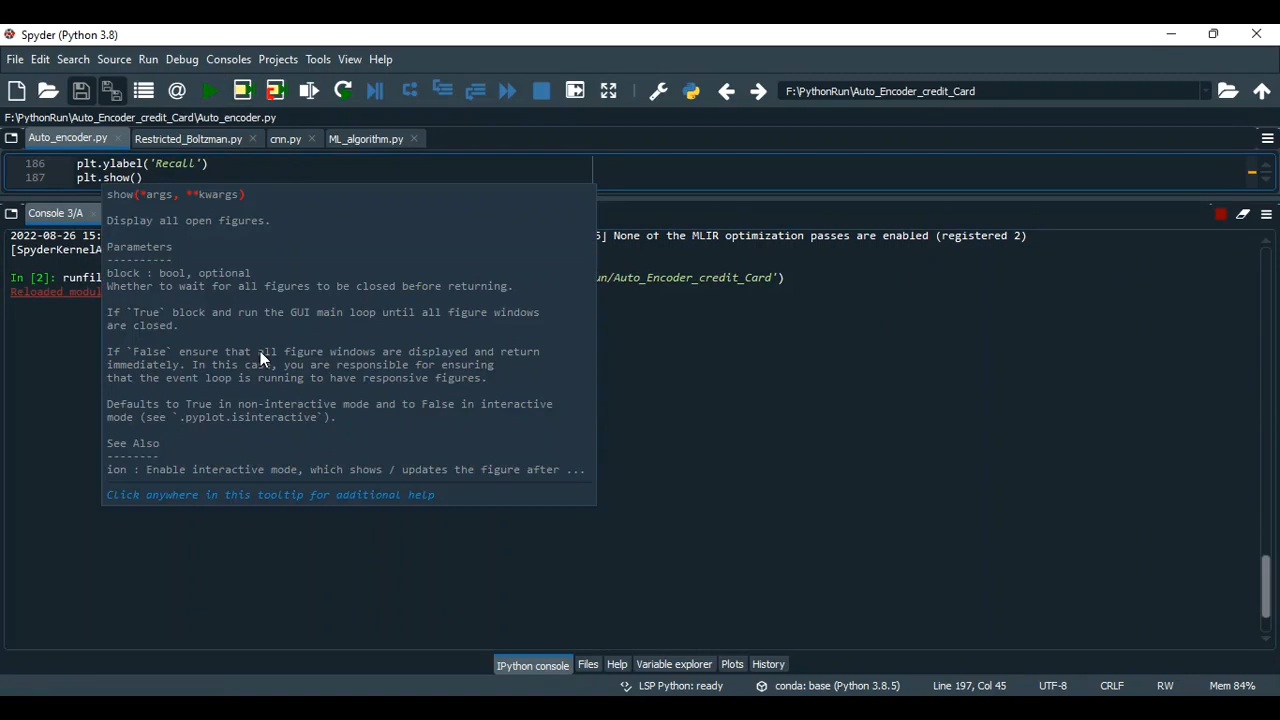 Spyder (Python 3.8)
File Edit Search Source Run Debug Consoles Projects Tools View Help
F:\PythonRun\Auto_Encoder_credit_Card
F:\PythonRun\Auto_Encoder_credit_Card\Auto_encoder.py
Auto_encoder.py Restricted_Boltzman.py cnn.py ML_algorithm.py
186 plt.ylabel('Recall')
187 plt.show()
show(*args, **kwargs)
Display all open figures.
Parameters
----------
block : bool, optional
Whether to wait for all figures to be closed before returning.
If `True` block and run the GUI main loop until all figure windows
are closed.
If `False` ensure that all figure windows are displayed and return
immediately. In this case, you are responsible for ensuring
that the event loop is running to have responsive figures.
Defaults to True in non-interactive mode and to False in interactive
mode (see `.pyplot.isinteractive`).
See Also
--------
ion : Enable interactive mode, which shows / updates the figure after ...
Click anywhere in this tooltip for additional help
Console 3/A
2022-08-26 15: 5] None of the MLIR optimization passes are enabled (registered 2)
[SpyderKernelA
In [2]: runfil un/Auto_Encoder_credit_Card')
Reloaded modul
IPython console Files Help Variable explorer Plots History
LSP Python: ready conda: base (Python 3.8.5) Line 197, Col 45 UTF-8 CRLF RW Mem 84%